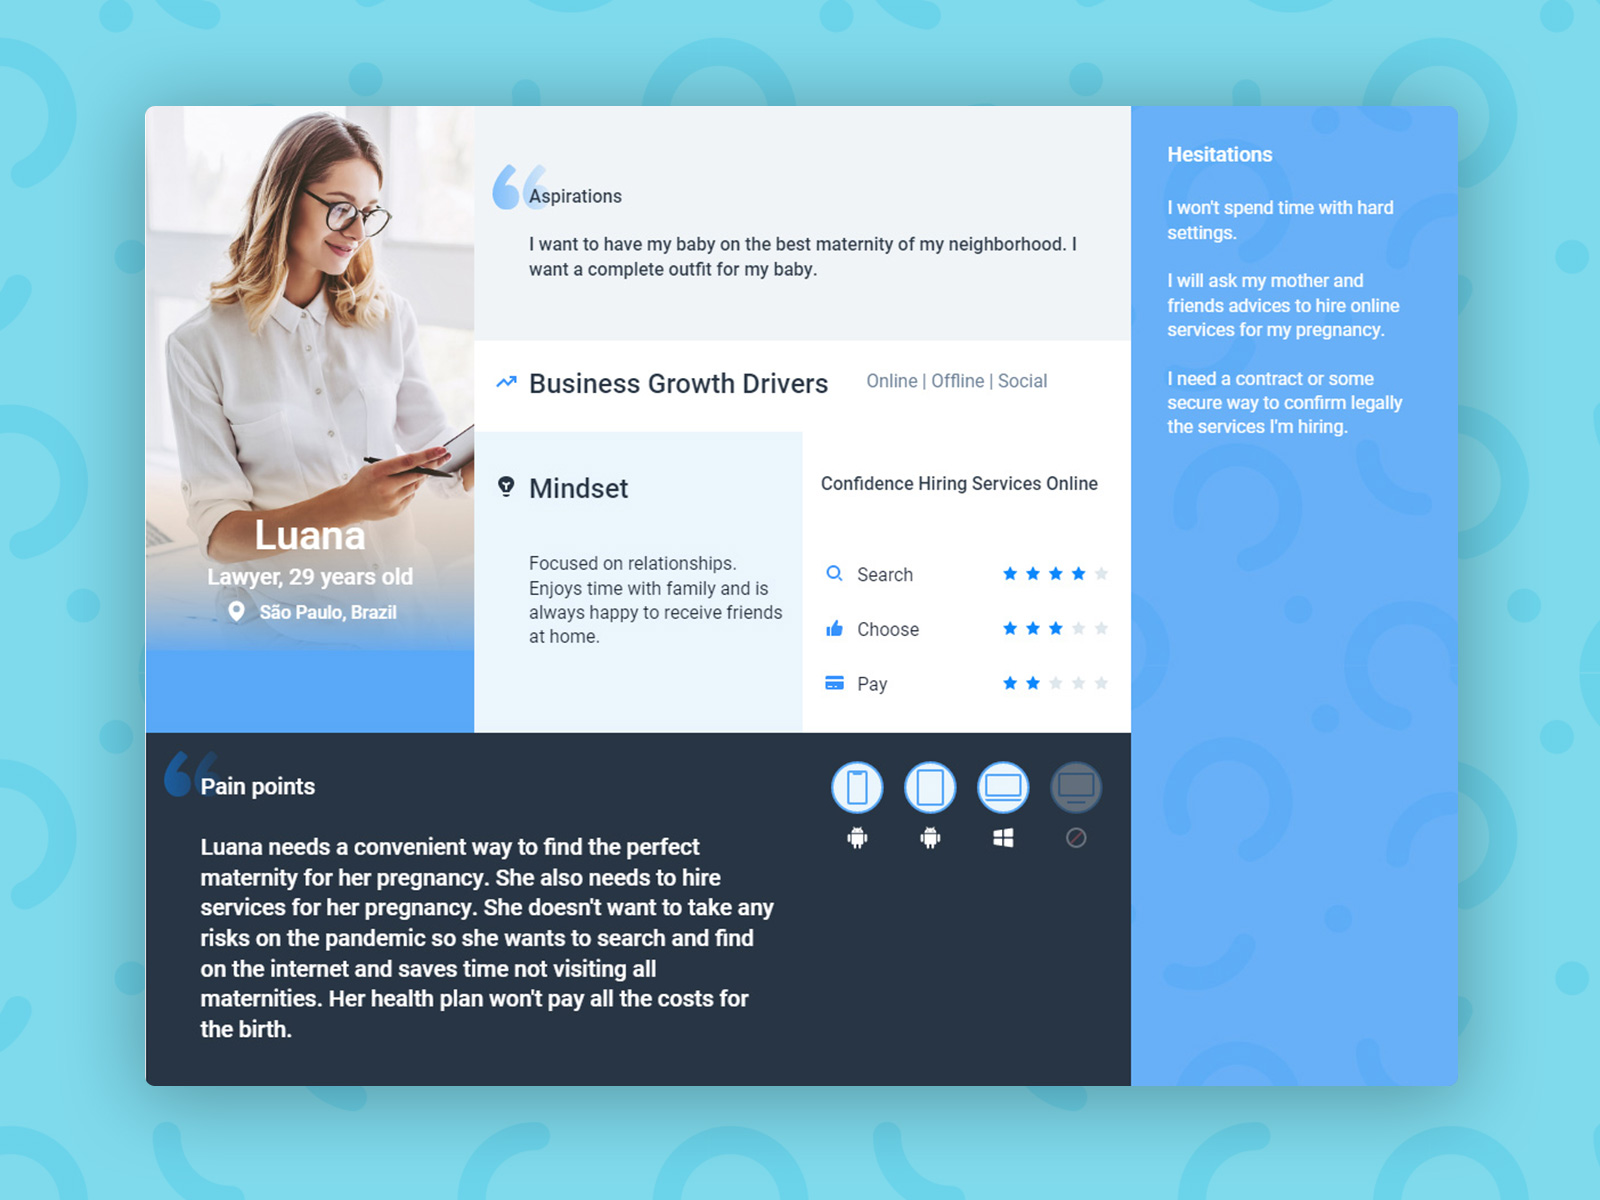 Luana
Lawyer, 29 years old
São Paulo, Brazil
Aspirations
I want to have my baby on the best maternity of my neighborhood. I
want a complete outfit for my baby.
Business Growth Drivers
Online | Offline | Social
Mindset
Focused on relationships.
Enjoys time with family and is
always happy to receive friends
at home.
Confidence Hiring Services Online
Search
Choose
Pay
Pain points
Luana needs a convenient way to find the perfect
maternity for her pregnancy. She also needs to hire
services for her pregnancy. She doesn't want to take any
risks on the pandemic so she wants to search and find
on the internet and saves time not visiting all
maternities. Her health plan won't pay all the costs for
the birth.
Hesitations
I won't spend time with hard
settings.
I will ask my mother and
friends advices to hire online
services for my pregnancy.
I need a contract or some
secure way to confirm legally
the services I'm hiring.